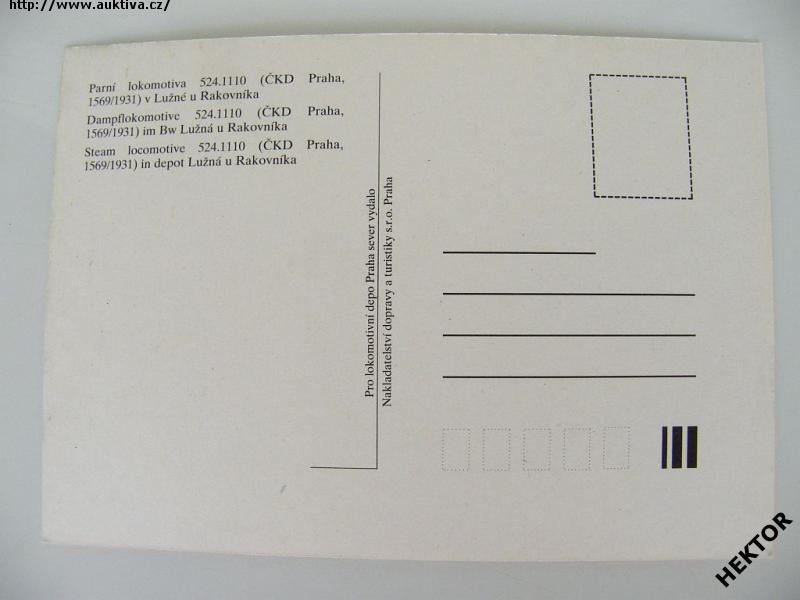 http://www.auktiva.cz/
Parní lokomotiva 524.1110 (ČKD Praha,
1569/1931) v Lužné u Rakovníka
Dampflokomotive 524.1110 (ČKD Praha,
1569/1931) im Bw Lužná u Rakovníka
Steam locomotive 524.1110 (ČKD Praha,
1569/1931) in depot Lužná u Rakovníka
Pro lokomotivní depo Praha sever vydalo
Nakladatelství dopravy a turistiky s.r.o. Praha
HEKTOR